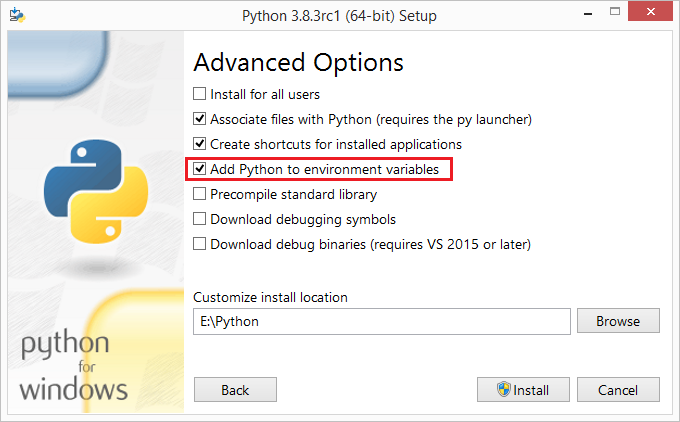 Python 3.8.3rc1 (64-bit) Setup
Advanced Options
Install for all users
Associate files with Python (requires the py launcher)
Create shortcuts for installed applications
Add Python to environment variables
Precompile standard library
Download debugging symbols
Download debug binaries (requires VS 2015 or later)
Customize install location
E:\Python
Browse
python
for
windows
Back
Install
Cancel